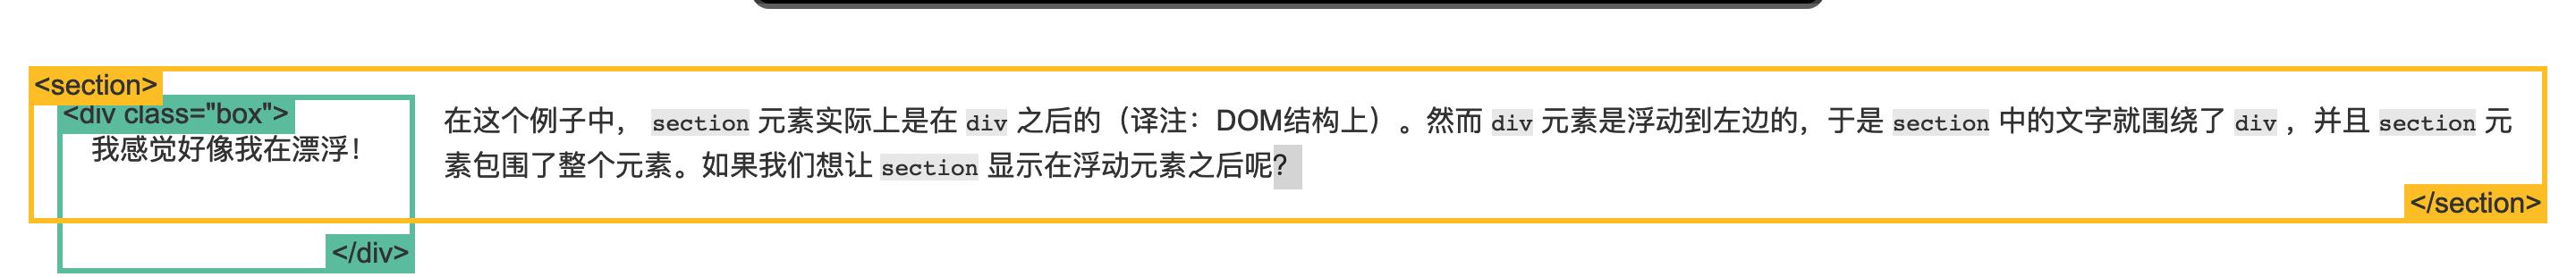 <section>
<div class="box">
我感觉好像我在漂浮！
在这个例子中， section 元素实际上是在 div 之后的（译注：DOM结构上）。然而 div 元素是浮动到左边的，于是 section 中的文字就围绕了 div ，并且 section 元
素包围了整个元素。如果我们想让 section 显示在浮动元素之后呢?
</section>
</div>